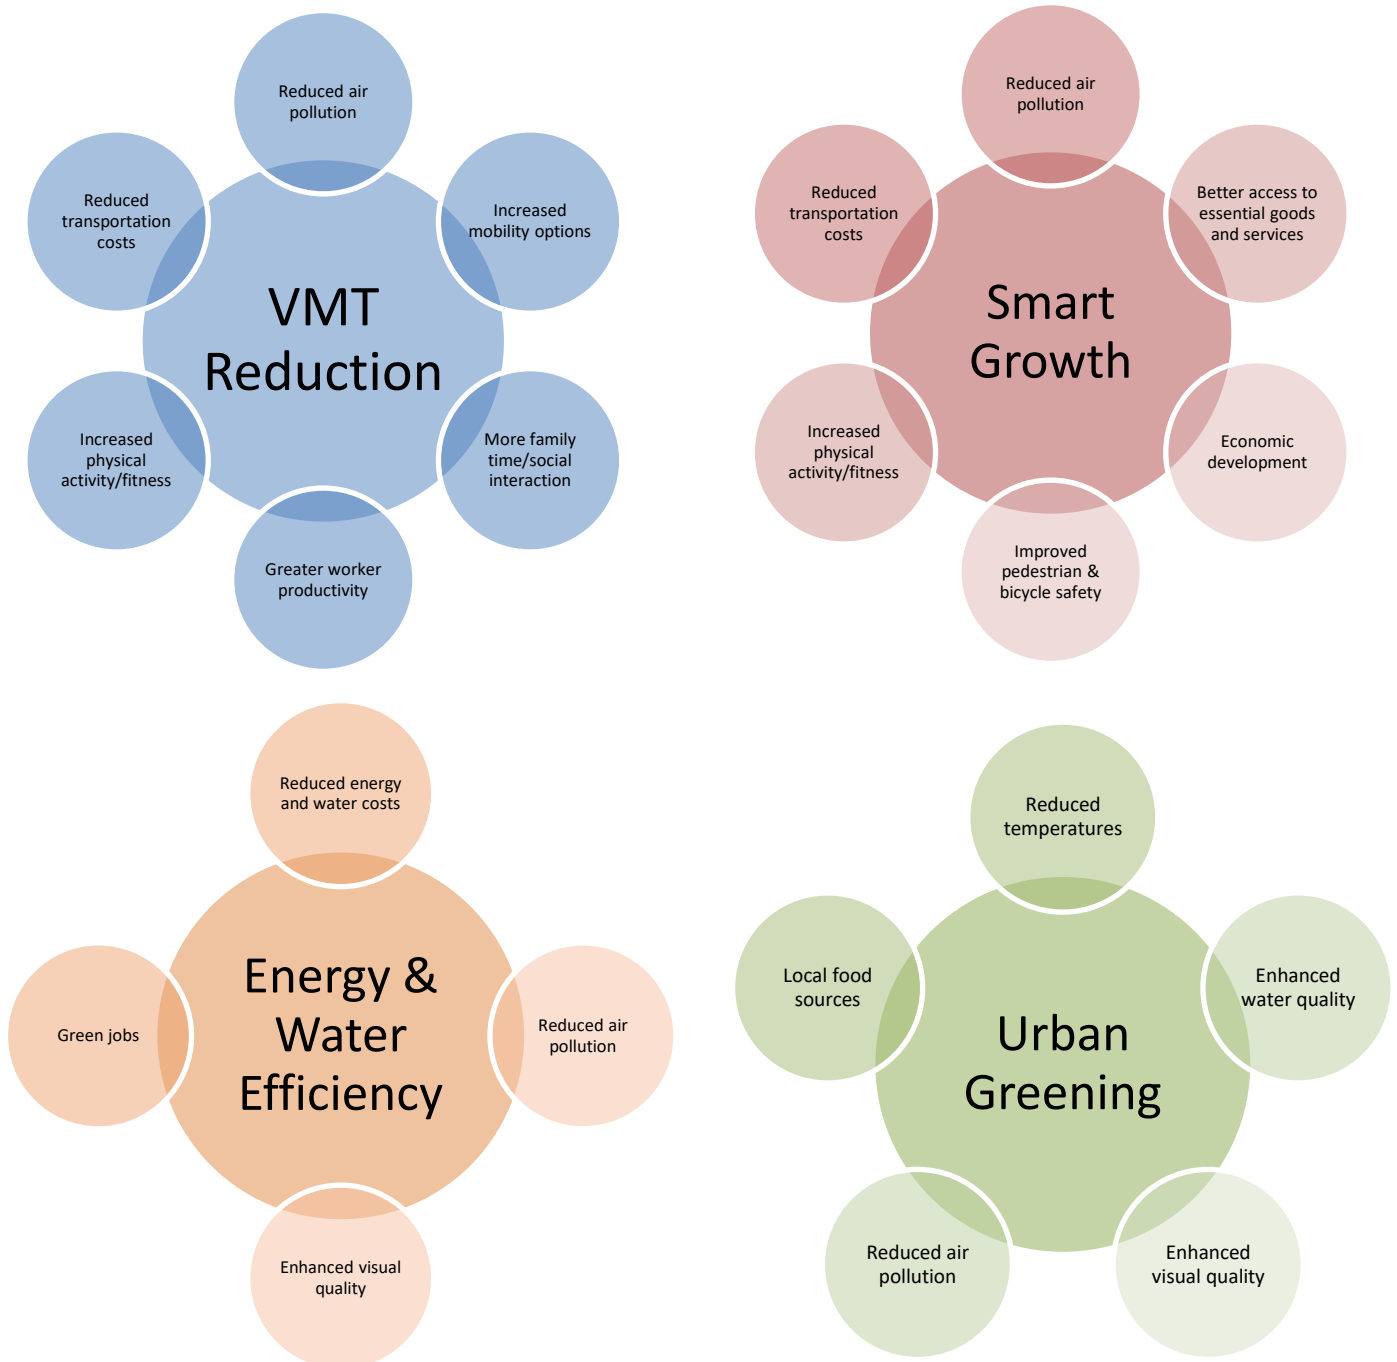 Reduced air
pollution
Increased
mobility options
More family
time/social
interaction
Greater worker
productivity
Increased
physical
activity/fitness
Reduced
transportation
costs
VMT
Reduction
Reduced air
pollution
Better access to
essential goods
and services
Economic
development
Improved
pedestrian &
bicycle safety
Increased
physical
activity/fitness
Reduced
transportation
costs
Smart
Growth
Reduced energy
and water costs
Reduced air
pollution
Enhanced visual
quality
Green jobs
Energy &
Water
Efficiency
Reduced
temperatures
Enhanced
water quality
Enhanced
visual quality
Reduced air
pollution
Local food
sources
Urban
Greening